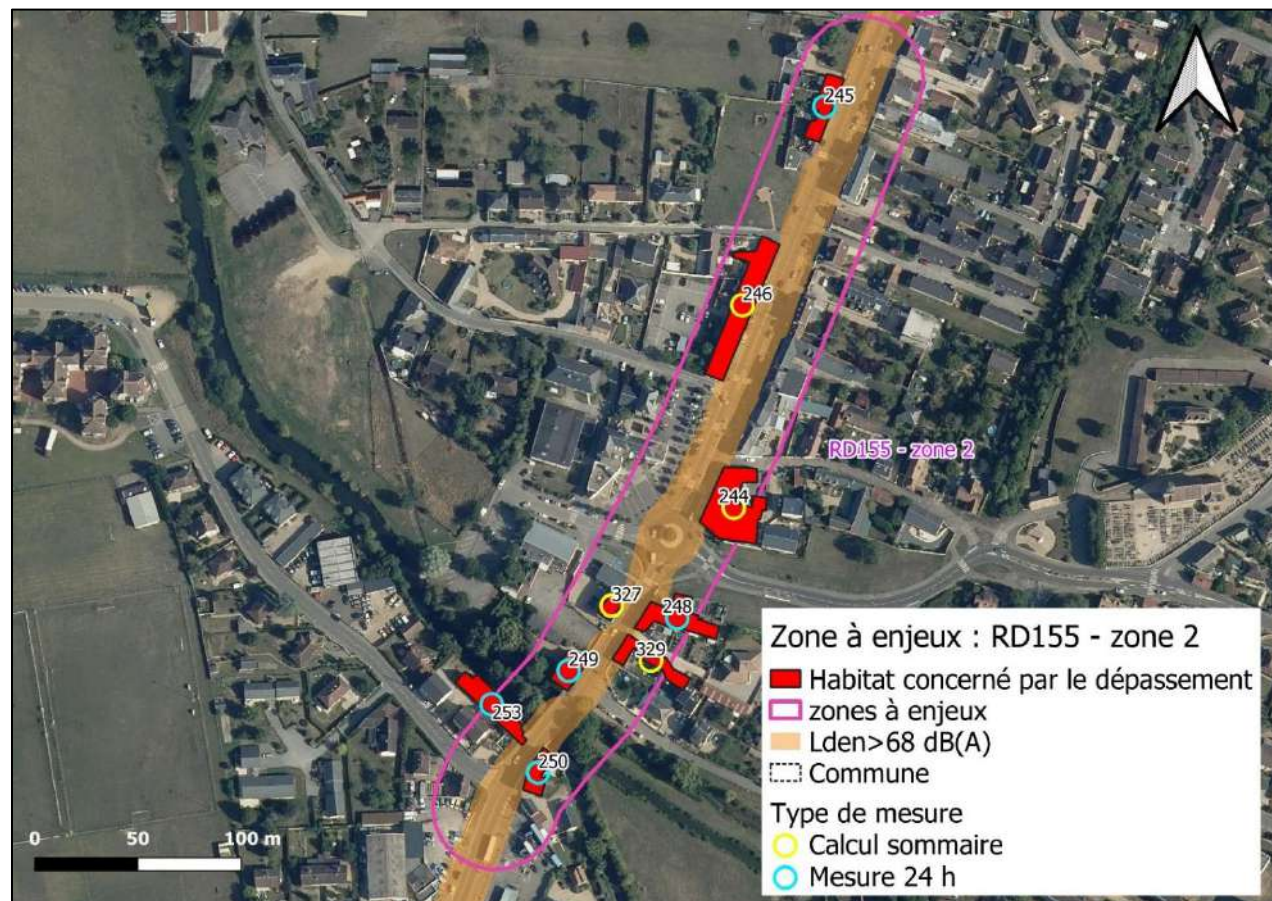 245
246
RD155 - zone 2
244
327
248
329
249
253
250
0 50 100 m
Zone à enjeux : RD155 - zone 2
Habitat concerné par le dépassement
zones à enjeux
Lden>68 dB(A)
Commune
Type de mesure
Calcul sommaire
Mesure 24 h